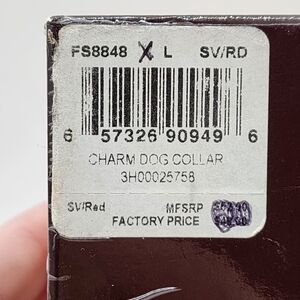 FS8848 X L SV/RD
6 57326 90949 6
CHARM DOG COLLAR
3H00025758
SV/Red MFSRP
FACTORY PRICE